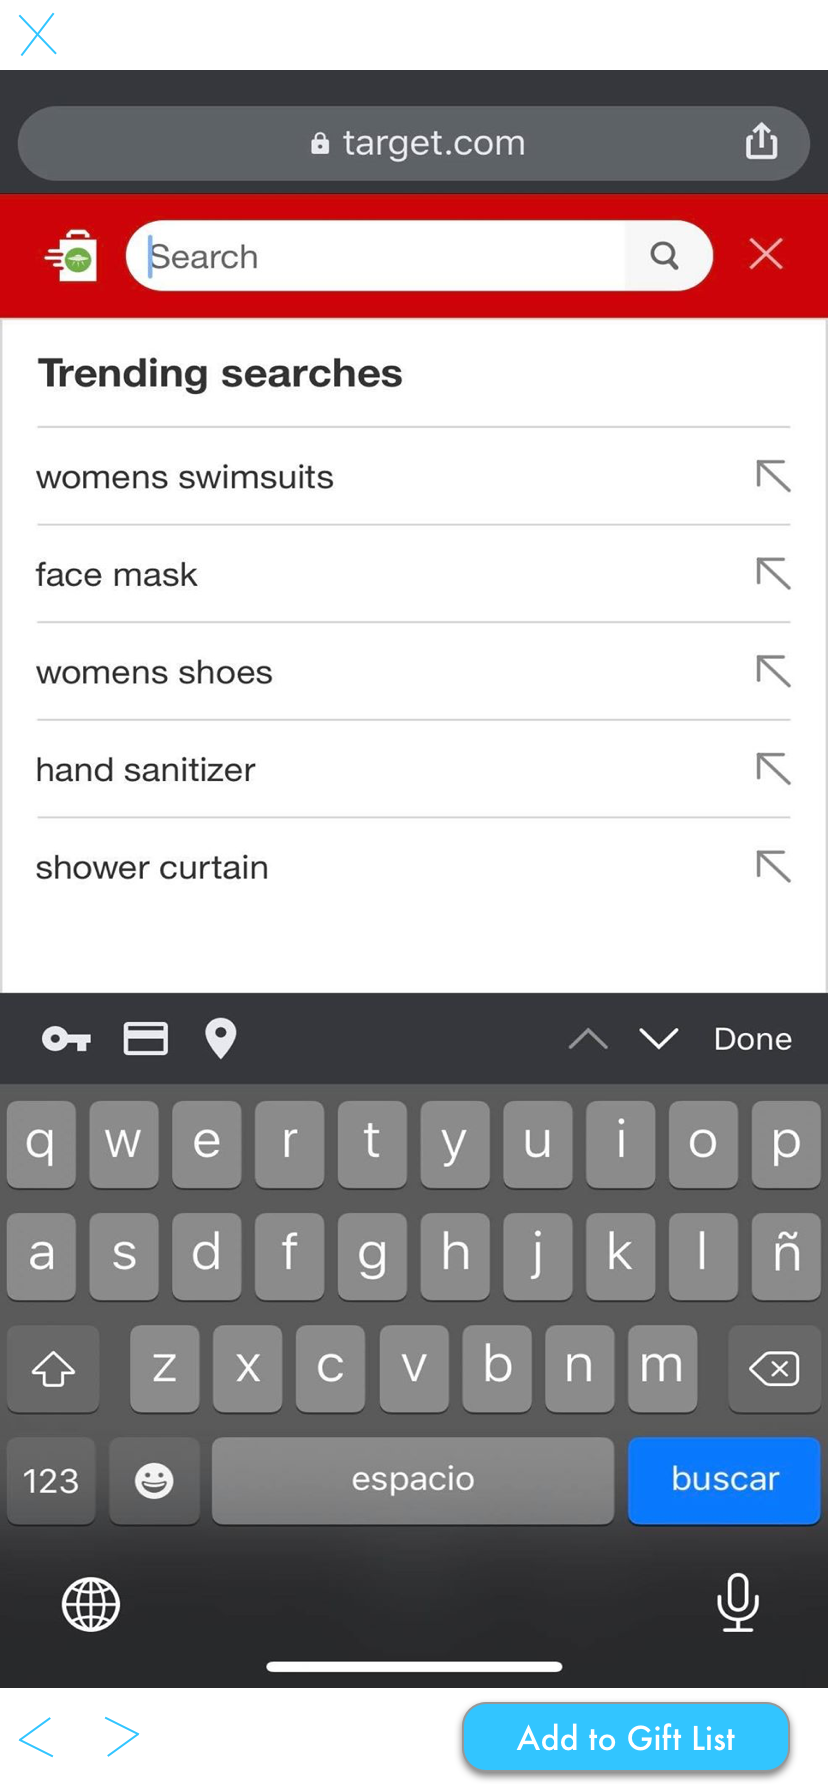 target.com
Search
Trending searches
womens swimsuits
face mask
womens shoes
hand sanitizer
shower curtain
Done
q w e r t y u i o p
a s d f g h j k l ñ
z x c v b n m
123 espacio buscar
Add to Gift List